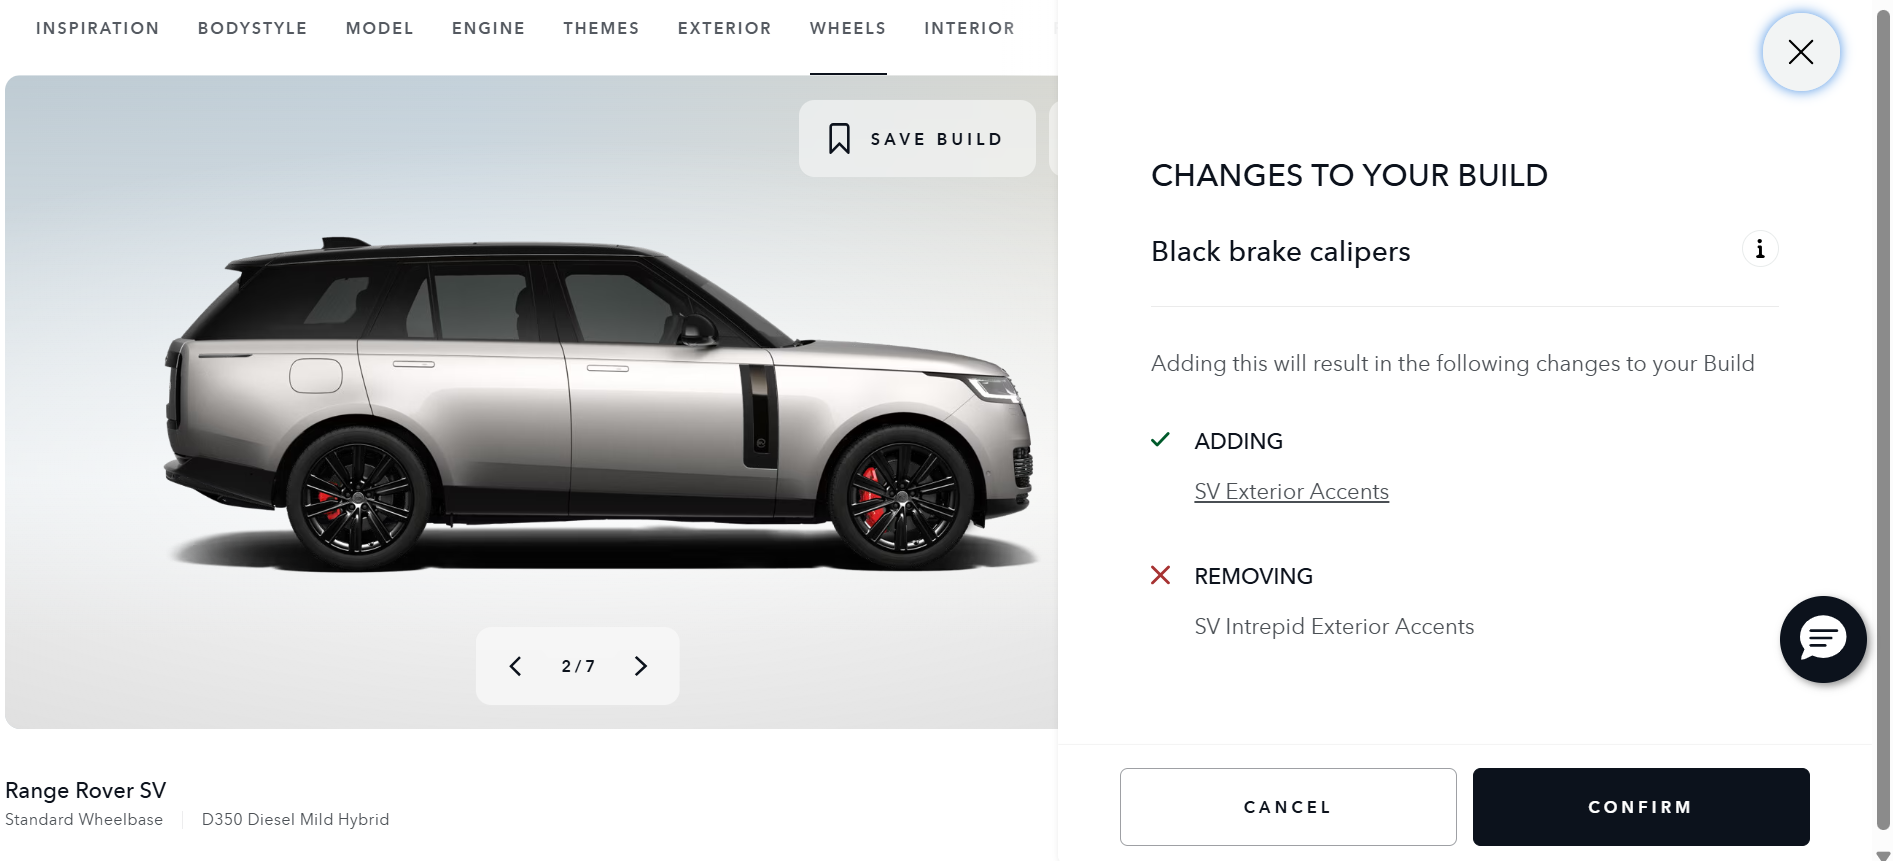 INSPIRATION
BODYSTYLE
MODEL
ENGINE
THEMES
EXTERIOR
WHEELS
INTERIOR
SAVE BUILD
2/7
Range Rover SV
Standard Wheelbase
D350 Diesel Mild Hybrid
CHANGES TO YOUR BUILD
Black brake calipers
Adding this will result in the following changes to your Build
ADDING
SV Exterior Accents
REMOVING
SV Intrepid Exterior Accents
CANCEL
CONFIRM